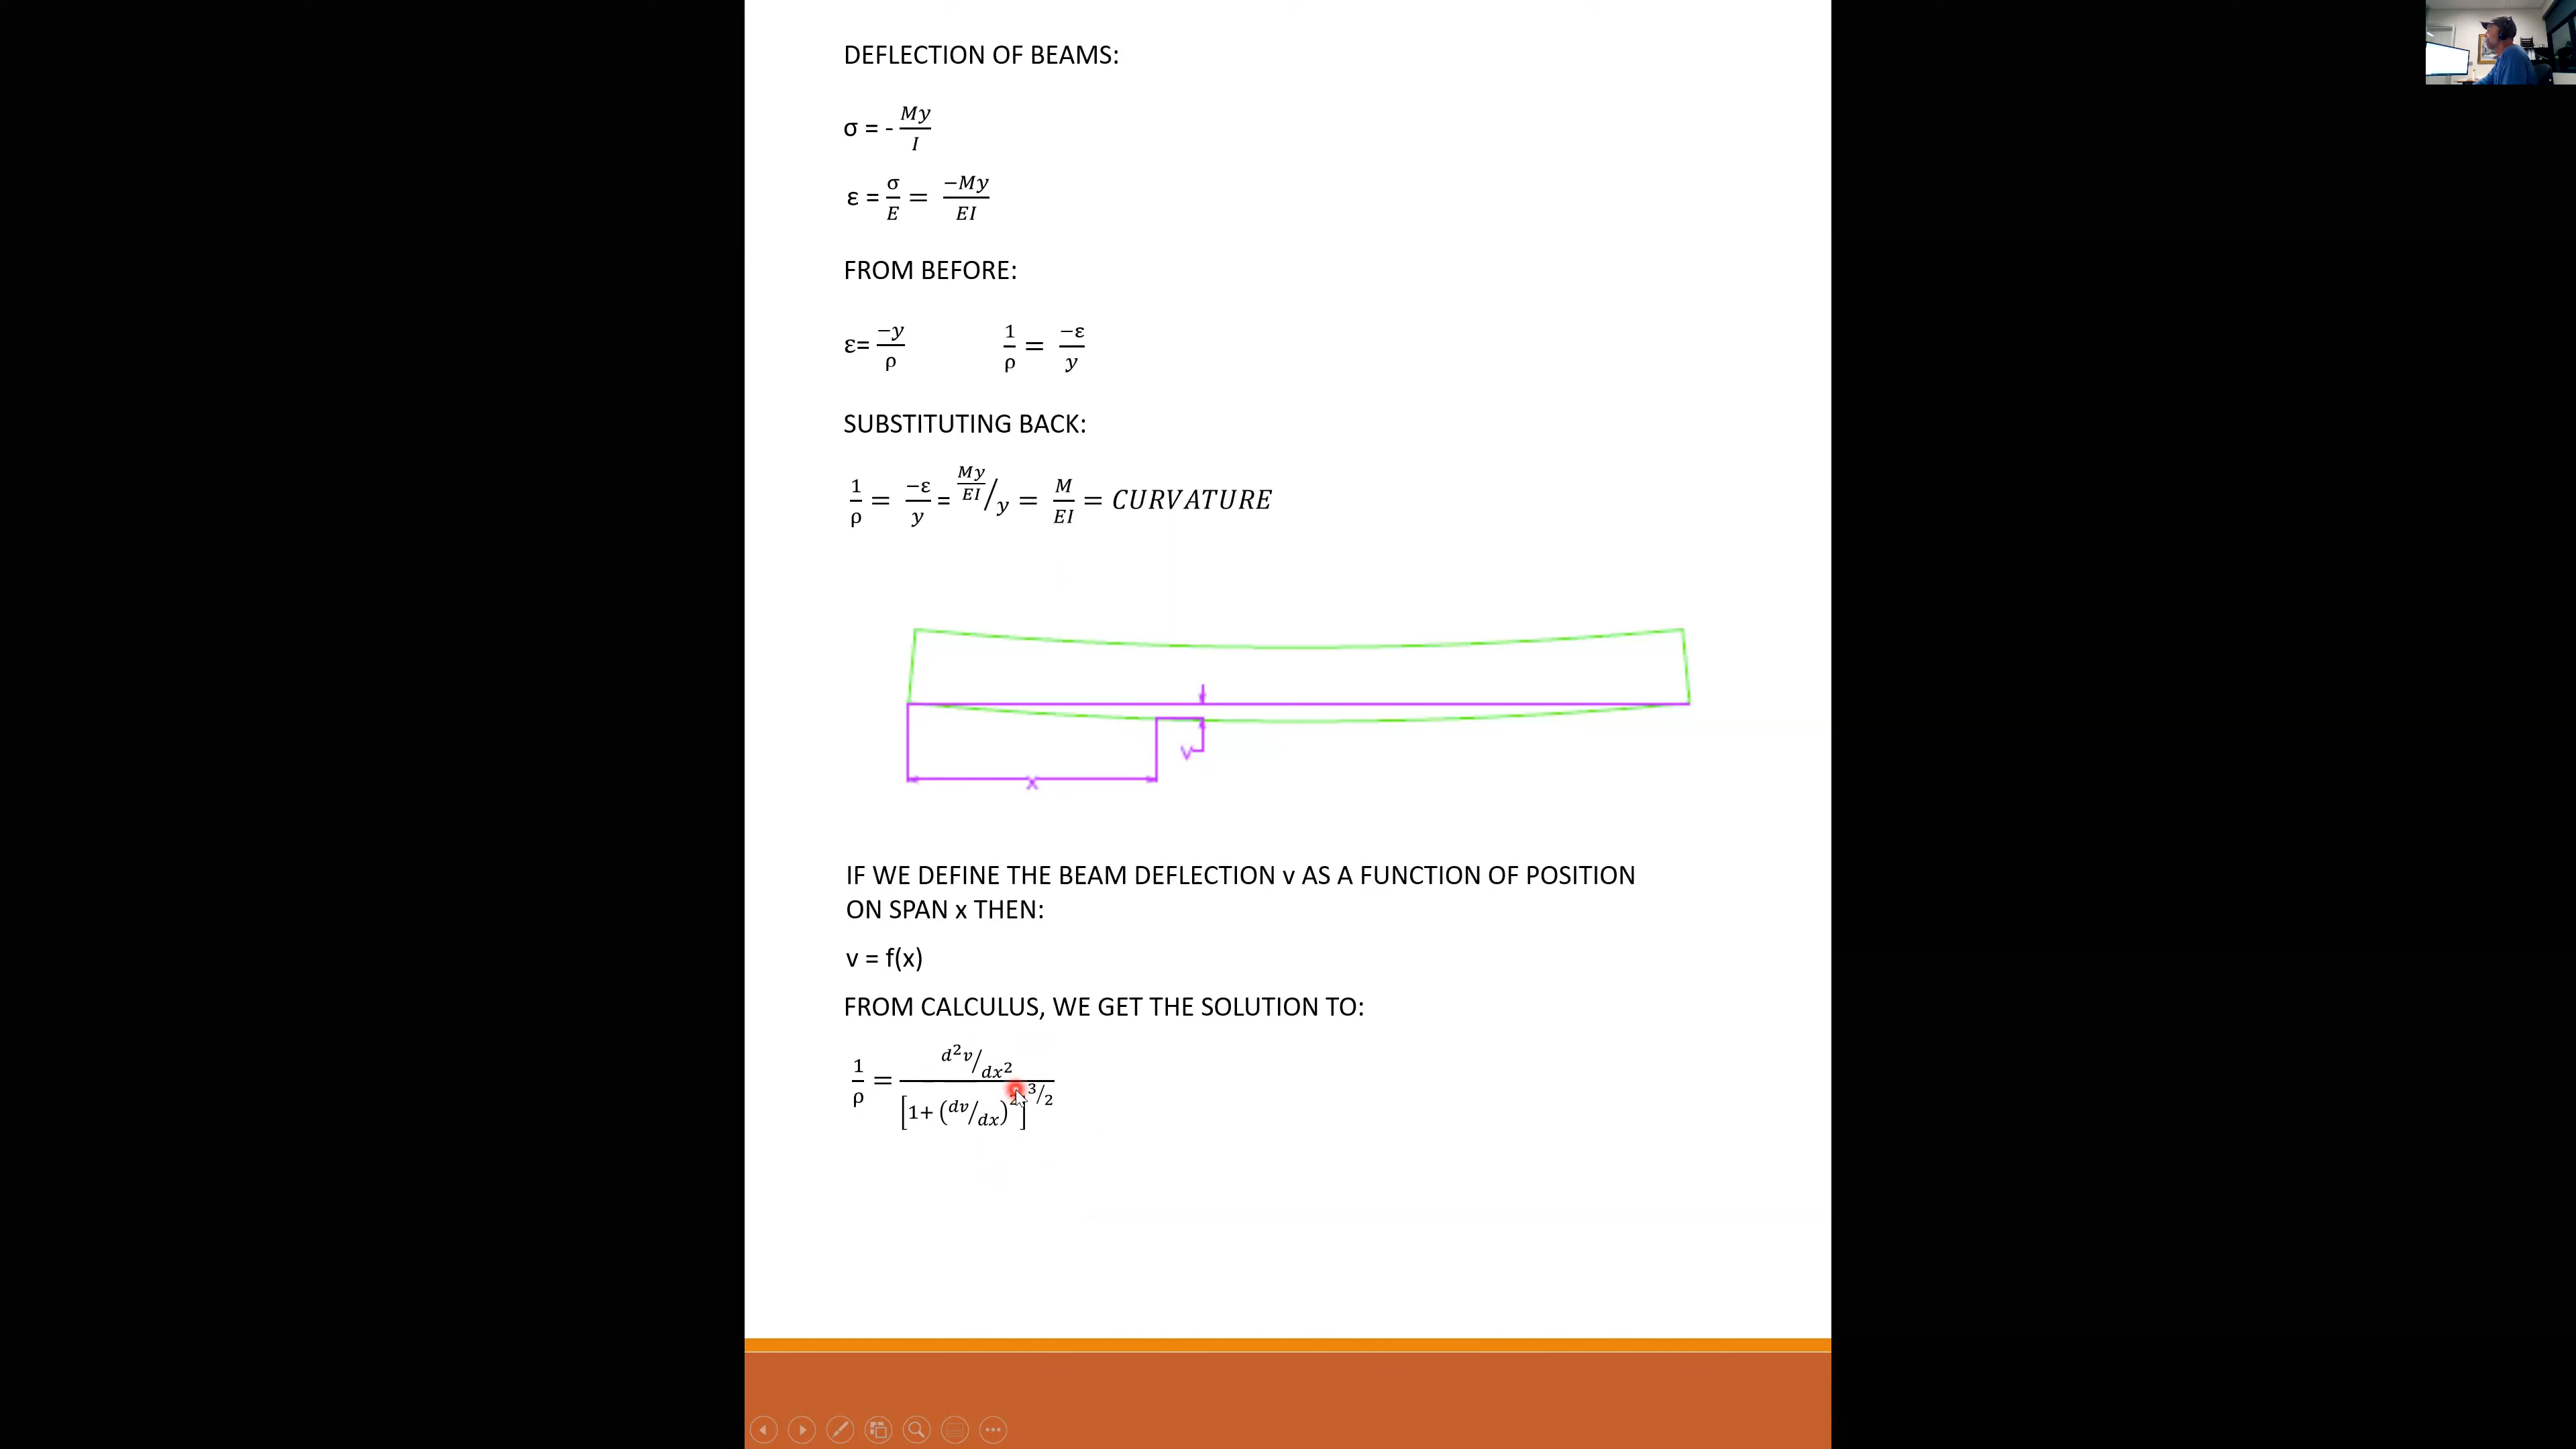 DEFLECTION OF BEAMS:
σ = - My/I
ε = σ/E = −My/EI
FROM BEFORE:
ε= −y/ρ 1/ρ = −ε/y
SUBSTITUTING BACK:
1/ρ = −ε/y = My/EI/y = M/EI = CURVATURE
v
x
IF WE DEFINE THE BEAM DEFLECTION v AS A FUNCTION OF POSITION
ON SPAN x THEN:
v = f(x)
FROM CALCULUS, WE GET THE SOLUTION TO:
1/ρ = d²v/dx² / [1+ (dv/dx)²]^3/2